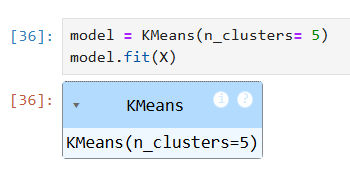 [36]: model = KMeans(n_clusters= 5)
model.fit(X)
[36]: KMeans i ?
KMeans(n_clusters=5)